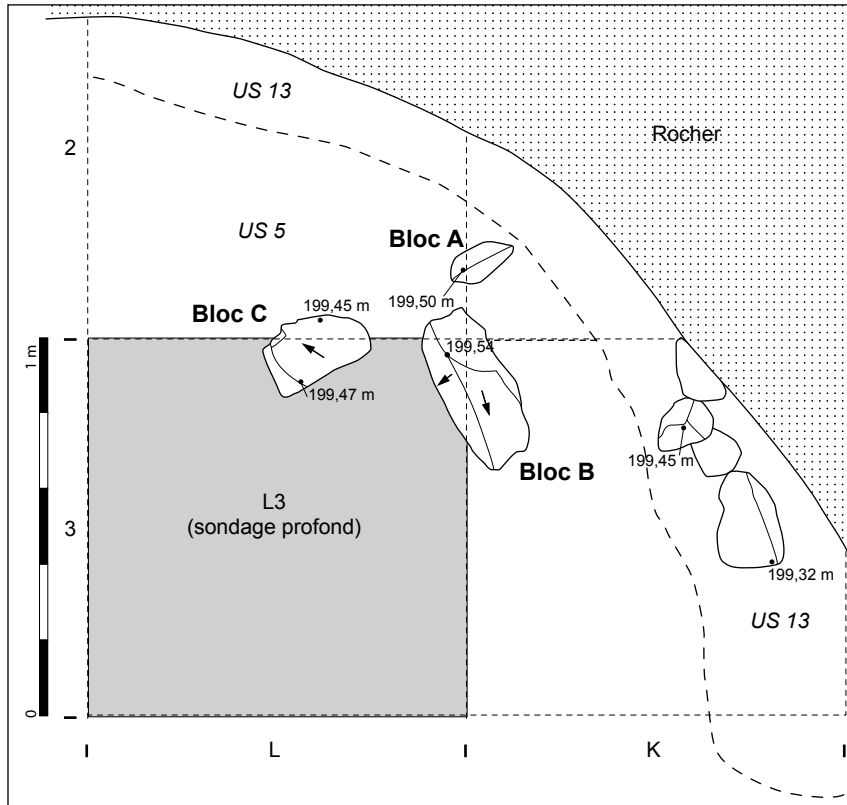 US 13
Rocher
2
US 5
Bloc A
199,50 m
Bloc C
199,45 m
199,54
1 m
199,47 m
199,45 m
Bloc B
L3
(sondage profond)
3
199,32 m
US 13
0
L
K